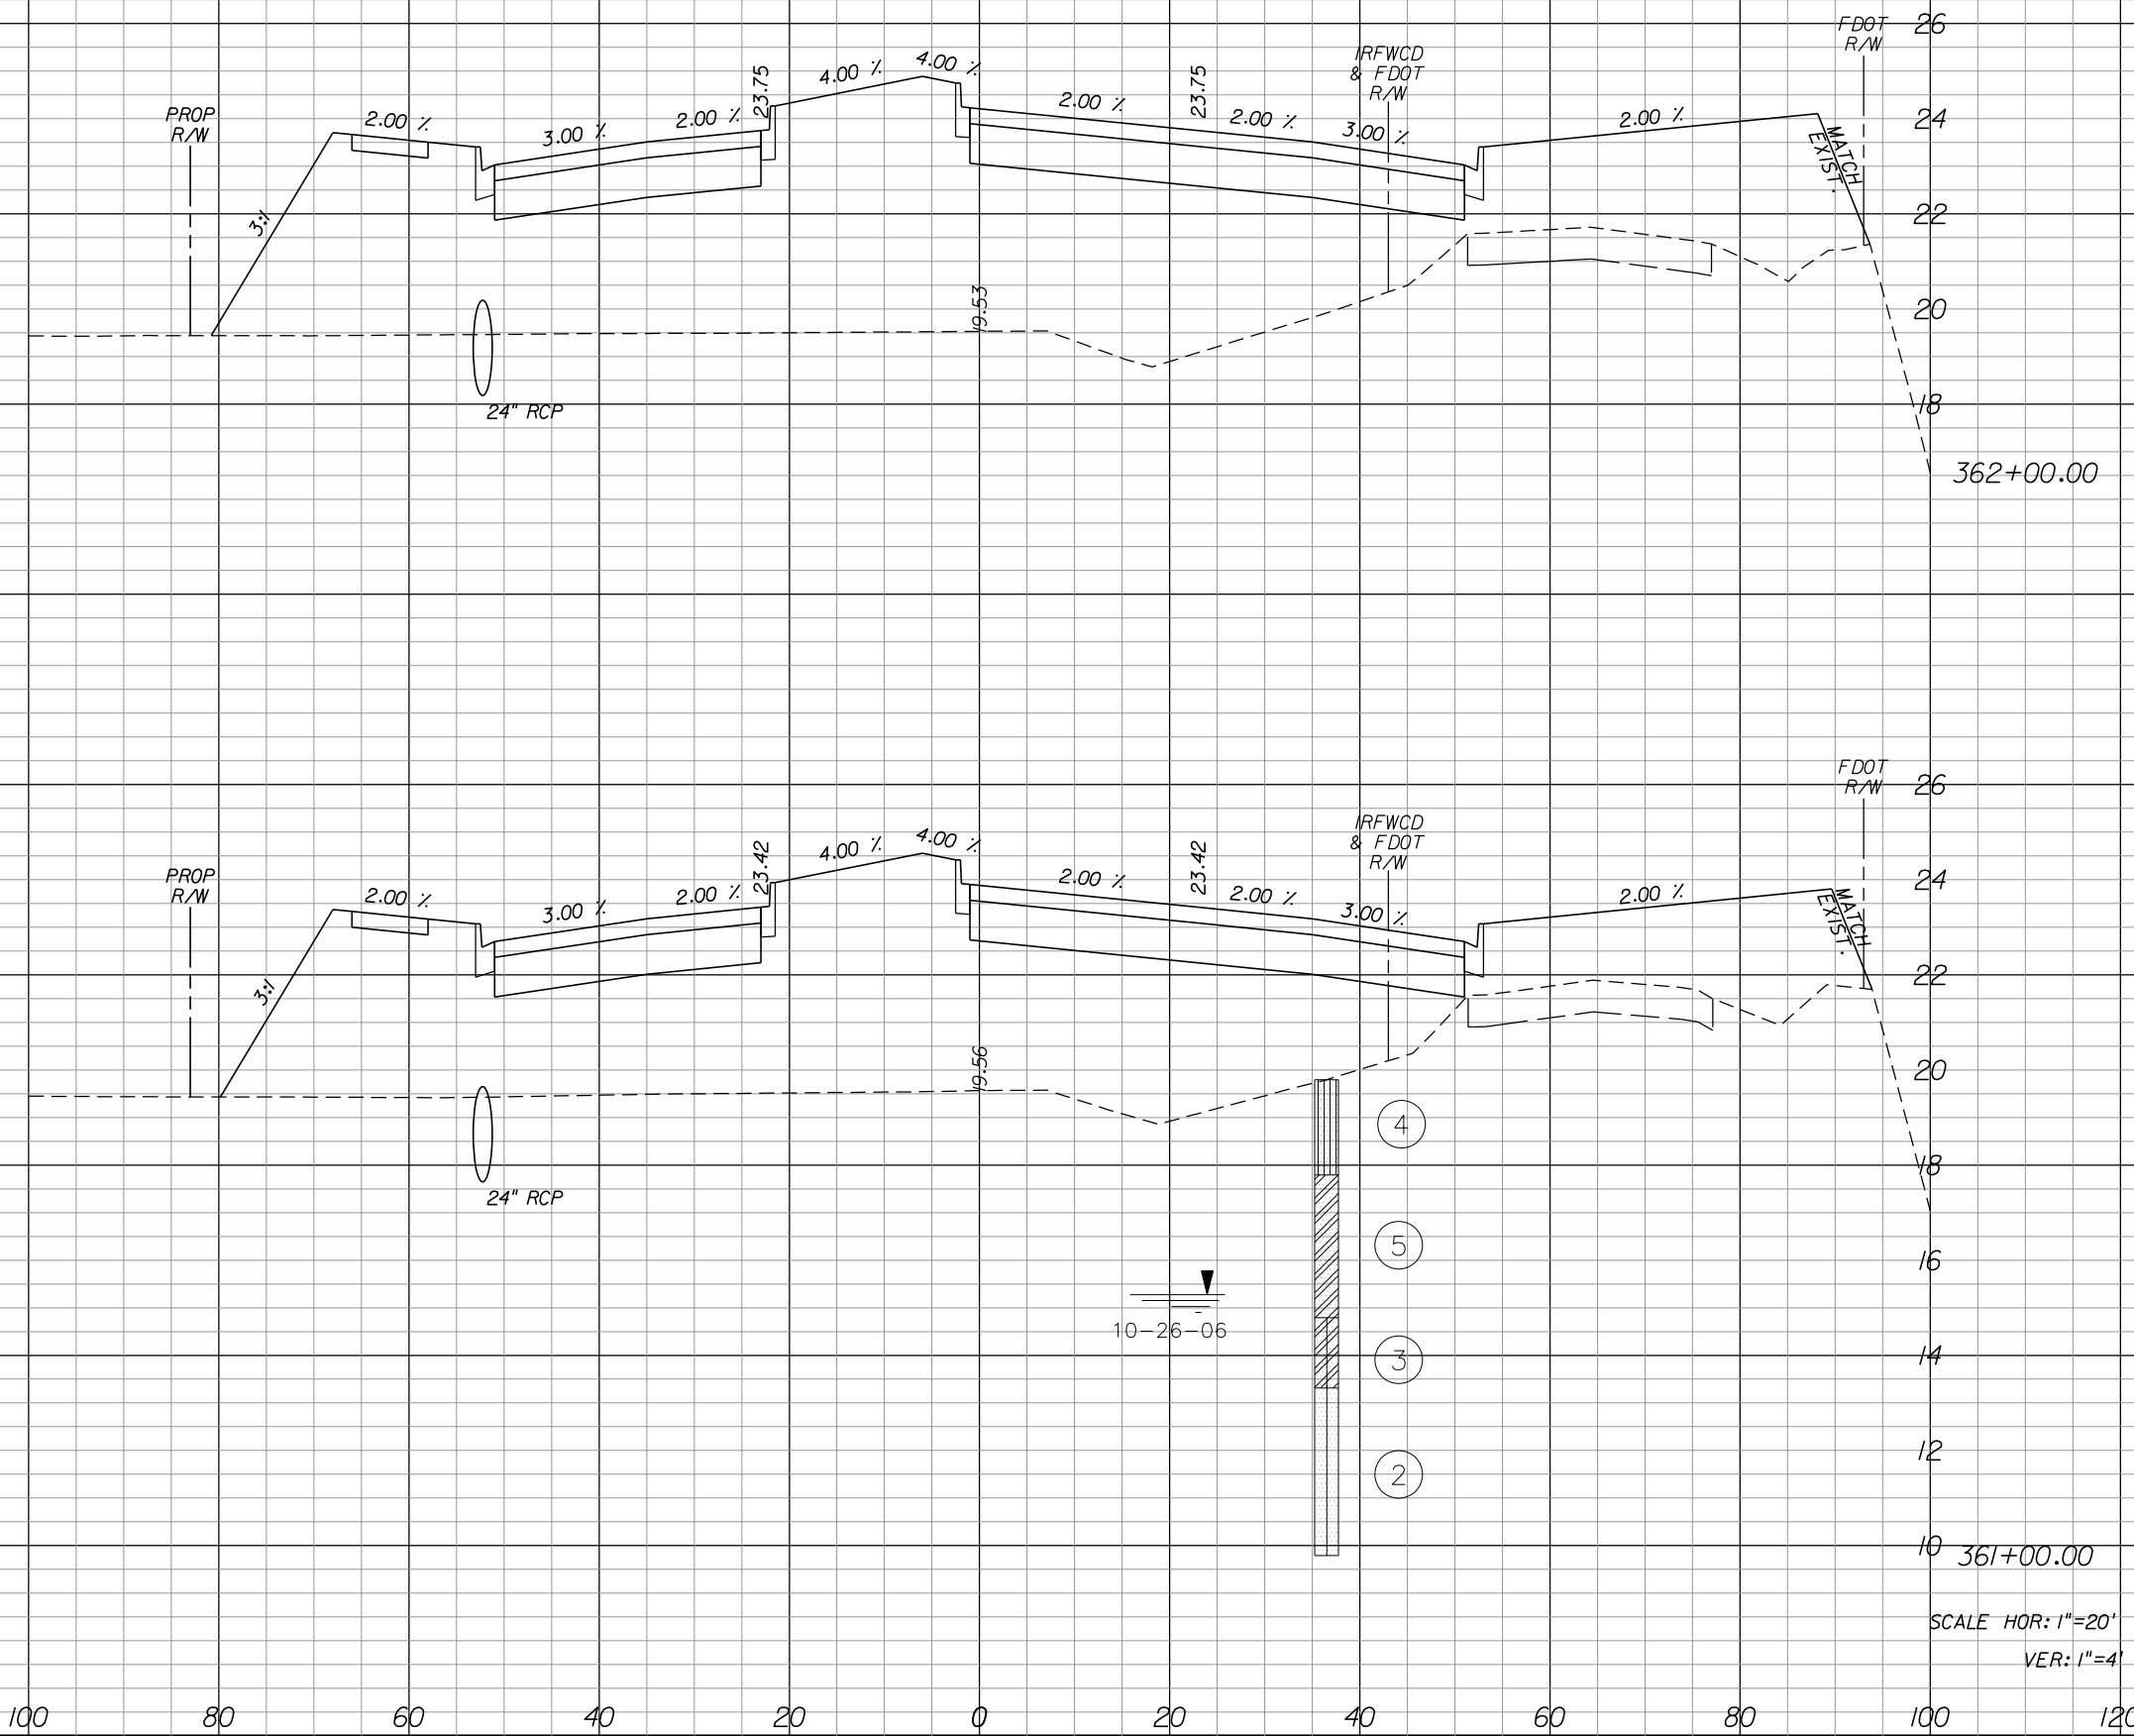 26
FDOT
R/W
IRFWCD
& FDOT
R/W
4.00 %
4.00 %
23.75
23.75
PROP
R/W
2.00 %
3.00 %
2.00 %
2.00 %
2.00 %
3.00 %
2.00 %
24
MATCH
EXIST.
3:1
22
19.53
20
24" RCP
18
362+00.00
26
FDOT
R/W
IRFWCD
& FDOT
R/W
4.00 %
4.00 %
23.42
23.42
PROP
R/W
2.00 %
3.00 %
2.00 %
2.00 %
2.00 %
3.00 %
2.00 %
24
MATCH
EXIST.
3:1
22
19.56
20
4
24" RCP
18
5
16
10-26-06
3
14
2
12
10
361+00.00
SCALE HOR: 1"=20'
VER: 1"=4'
100 80 60 40 20 0 20 40 60 80 100 120